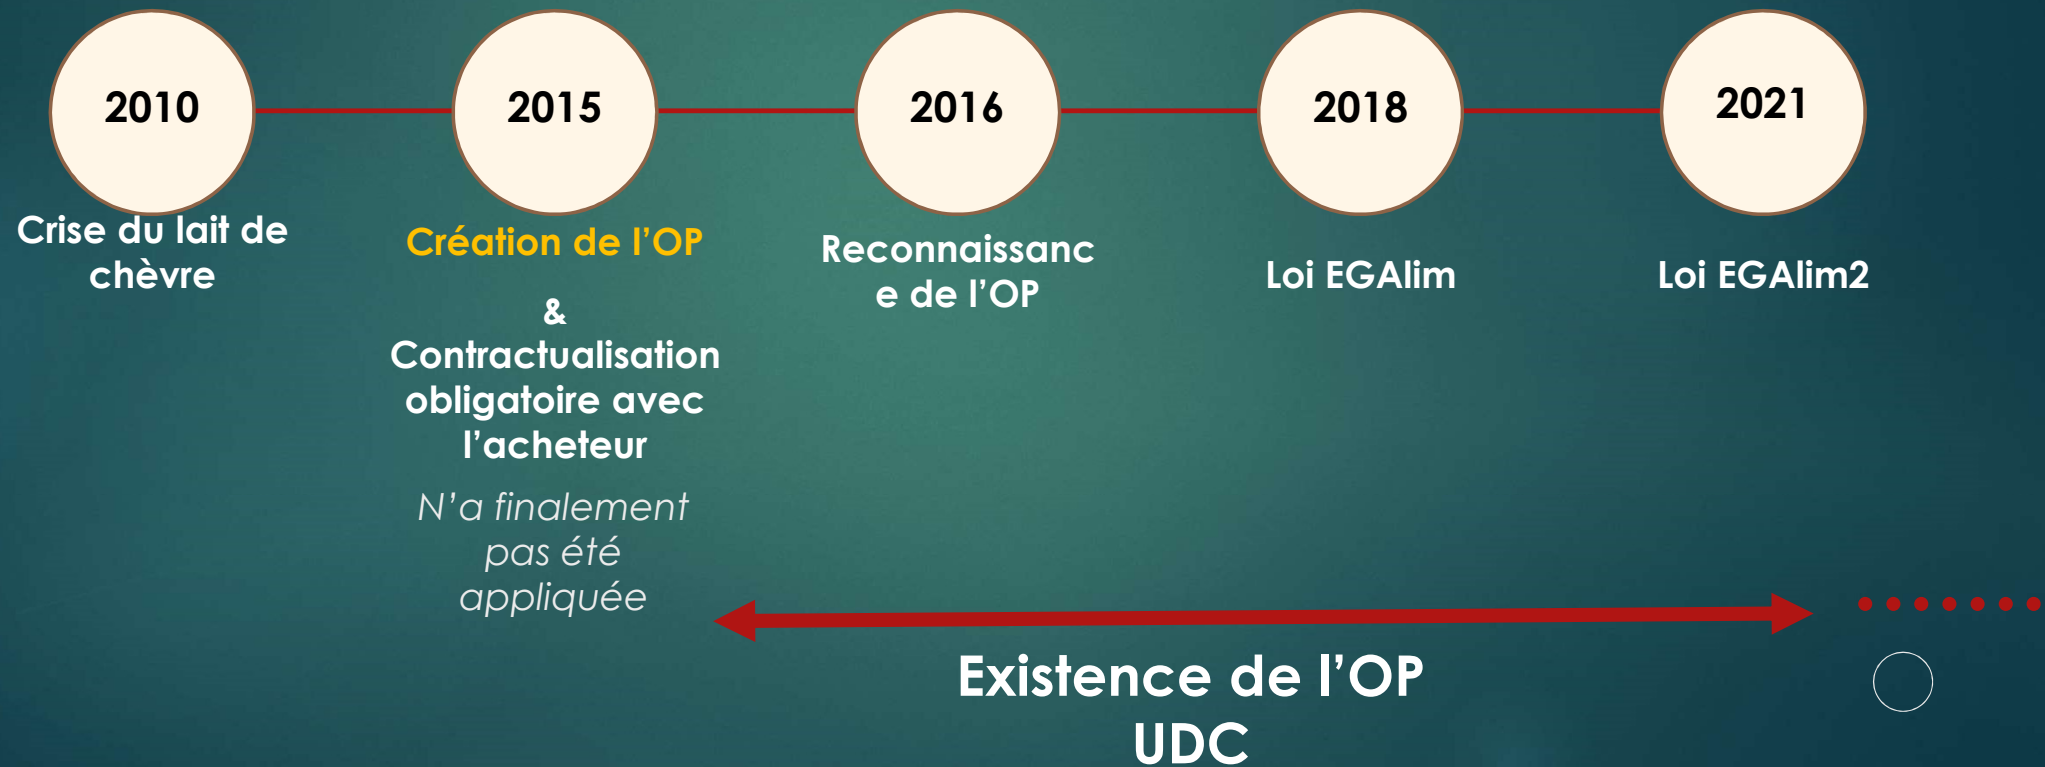 2010
2015
2016
2018
2021
Crise du lait de
chèvre
Création de l’OP
&
Contractualisation
obligatoire avec
l’acheteur
N’a finalement
pas été
appliquée
Reconnaissanc
e de l’OP
Loi EGAlim
Loi EGAlim2
Existence de l’OP
UDC